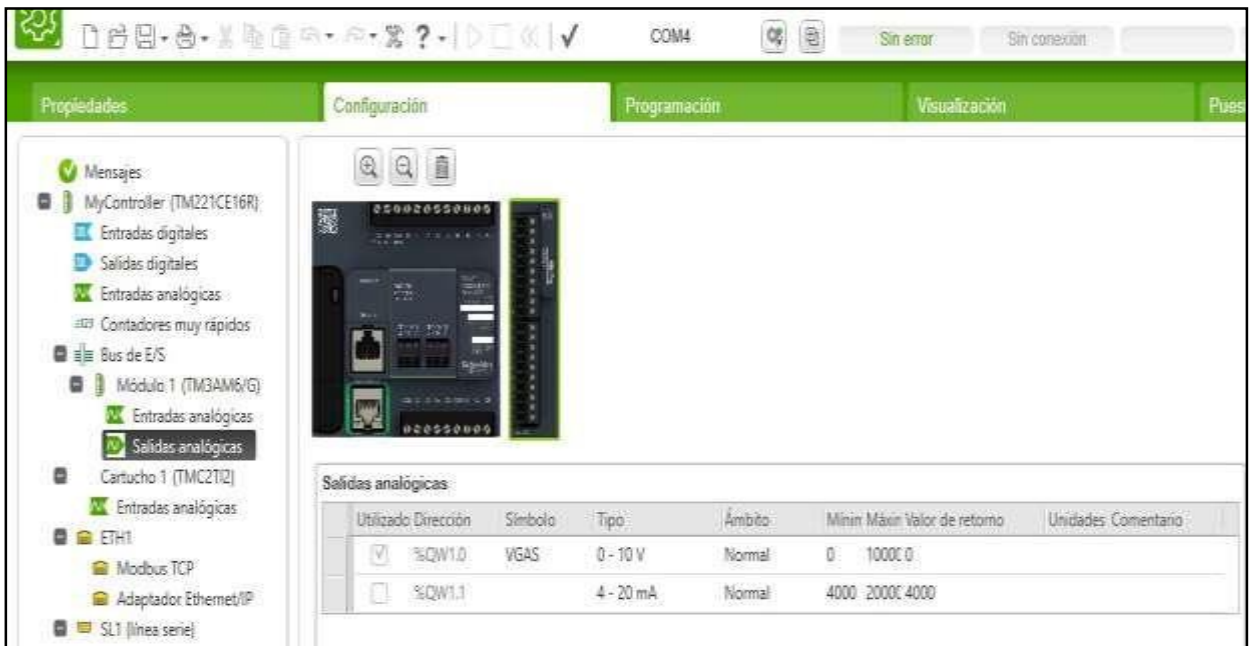 COM4 Sin error Sin conexión
Propiedades Configuración Programación Visualización Pues
Mensajes
MyController (TM221CE16R)
Entradas digitales
Salidas digitales
Entradas analógicas
Contadores muy rápidos
Bus de E/S
Módulo 1 (TM3AM6/G)
Entradas analógicas
Salidas analógicas
Cartucho 1 (TMC2TI2)
Entradas analógicas
ETH1
Modbus TCP
Adaptador Ethernet/IP
SL1 (línea serie)
Salidas analógicas
Utilizado Dirección Símbolo Tipo Ámbito Mínin Máxin Valor de retorno Unidades Comentario
%QW1.0 VGAS 0 - 10 V Normal 0 1000 0
%QW1.1 4 - 20 mA Normal 4000 2000 4000